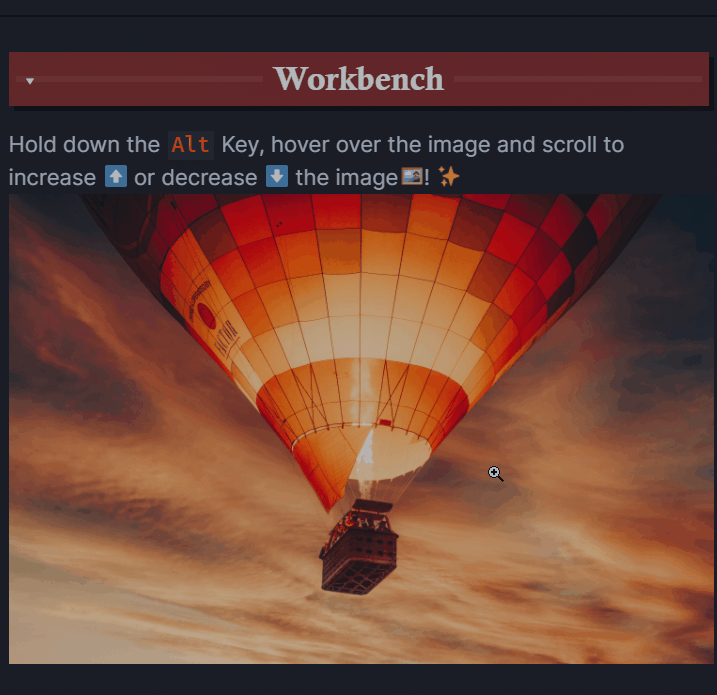 Workbench
Hold down the Alt Key, hover over the image and scroll to
increase ⬆️ or decrease ⬇️ the image🖼️! ✨